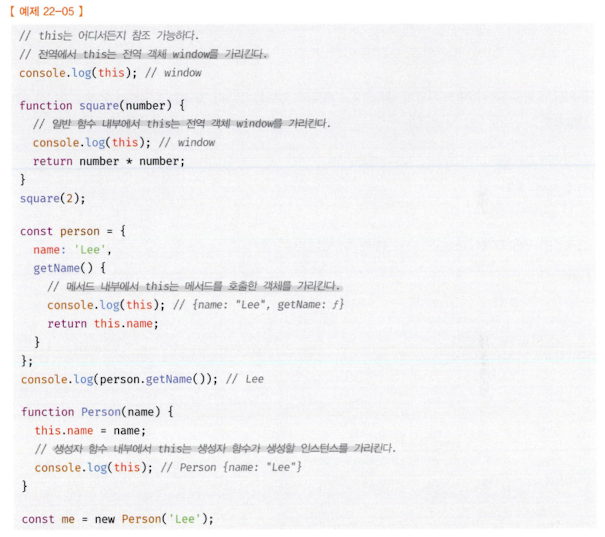 【 예제 22-05 】
// this는 어디서든지 참조 가능하다.
// 전역에서 this는 전역 객체 window를 가리킨다.
console.log(this); // window
function square(number) {
// 일반 함수 내부에서 this는 전역 객체 window를 가리킨다.
console.log(this); // window
return number * number;
}
square(2);
const person = {
name: 'Lee',
getName() {
// 메서드 내부에서 this는 메서드를 호출한 객체를 가리킨다.
console.log(this); // {name: "Lee", getName: ƒ}
return this.name;
}
};
console.log(person.getName()); // Lee
function Person(name) {
this.name = name;
// 생성자 함수 내부에서 this는 생성자 함수가 생성할 인스턴스를 가리킨다.
console.log(this); // Person {name: "Lee"}
}
const me = new Person('Lee');